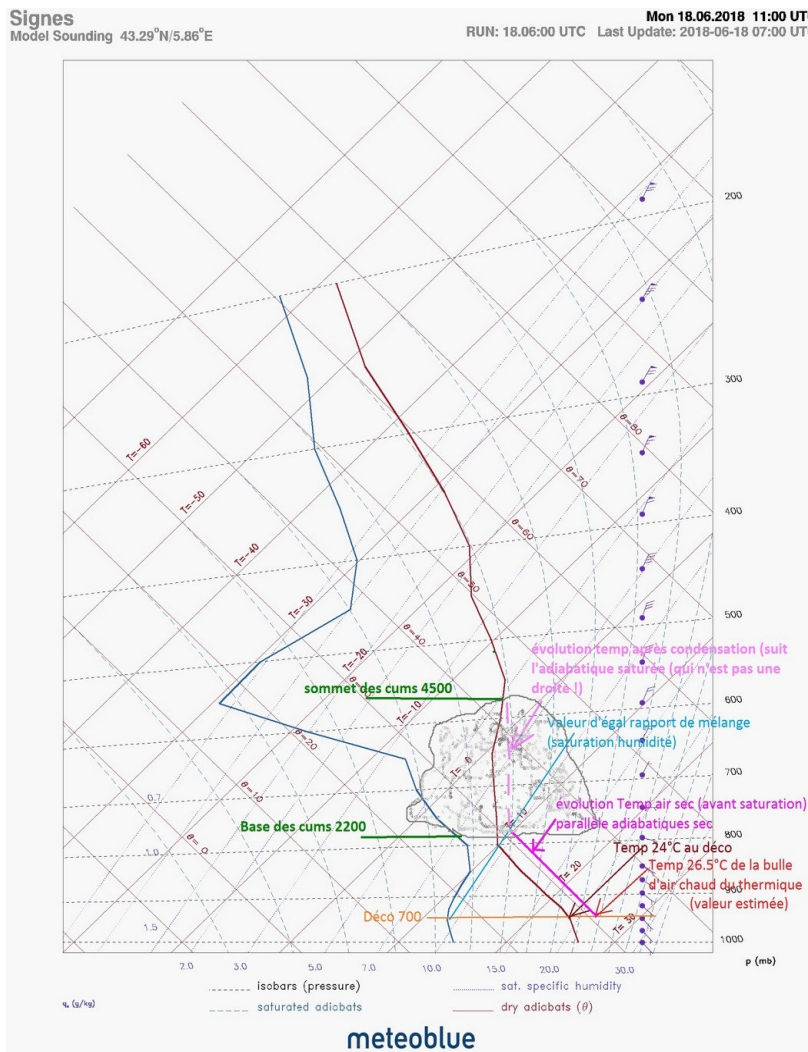 Signes
Mon 18.06.2018 11:00 UT
Model Sounding 43.29°N/5.86°E
RUN: 18.06:00 UTC Last Update: 2018-06-18 07:00 UT
200
300
θ=80
T=-60
θ=70
T=-50
400
θ=60
T=-40
θ=50
T=-30
500
θ=40
évolution temp après condensation (suit
l'adiabatique saturée (qui n'est pas une
droite !)
T=-20
sommet des cums 4500
600
T=-10
Valeur d'égal rapport de mélange
(saturation humidité)
θ=20
700
θ=10
0.7
évolution Temp air sec (avant saturation)
parallèle adiabatiques sec
Base des cums 2200
800
θ=0
1.0
Temp 24°C au déco
T=20
Temp 26.5°C de la bulle
d'air chaud du thermique
(valeur estimée)
900
Déco 700
T=30
1.5
1000
p (mb)
2.0 3.0 5.0 7.0 10.0 15.0 20.0 30.0
isobars (pressure)
sat. specific humidity
q, (g/kg)
saturated adiabats
dry adiabats (θ)
meteoblue